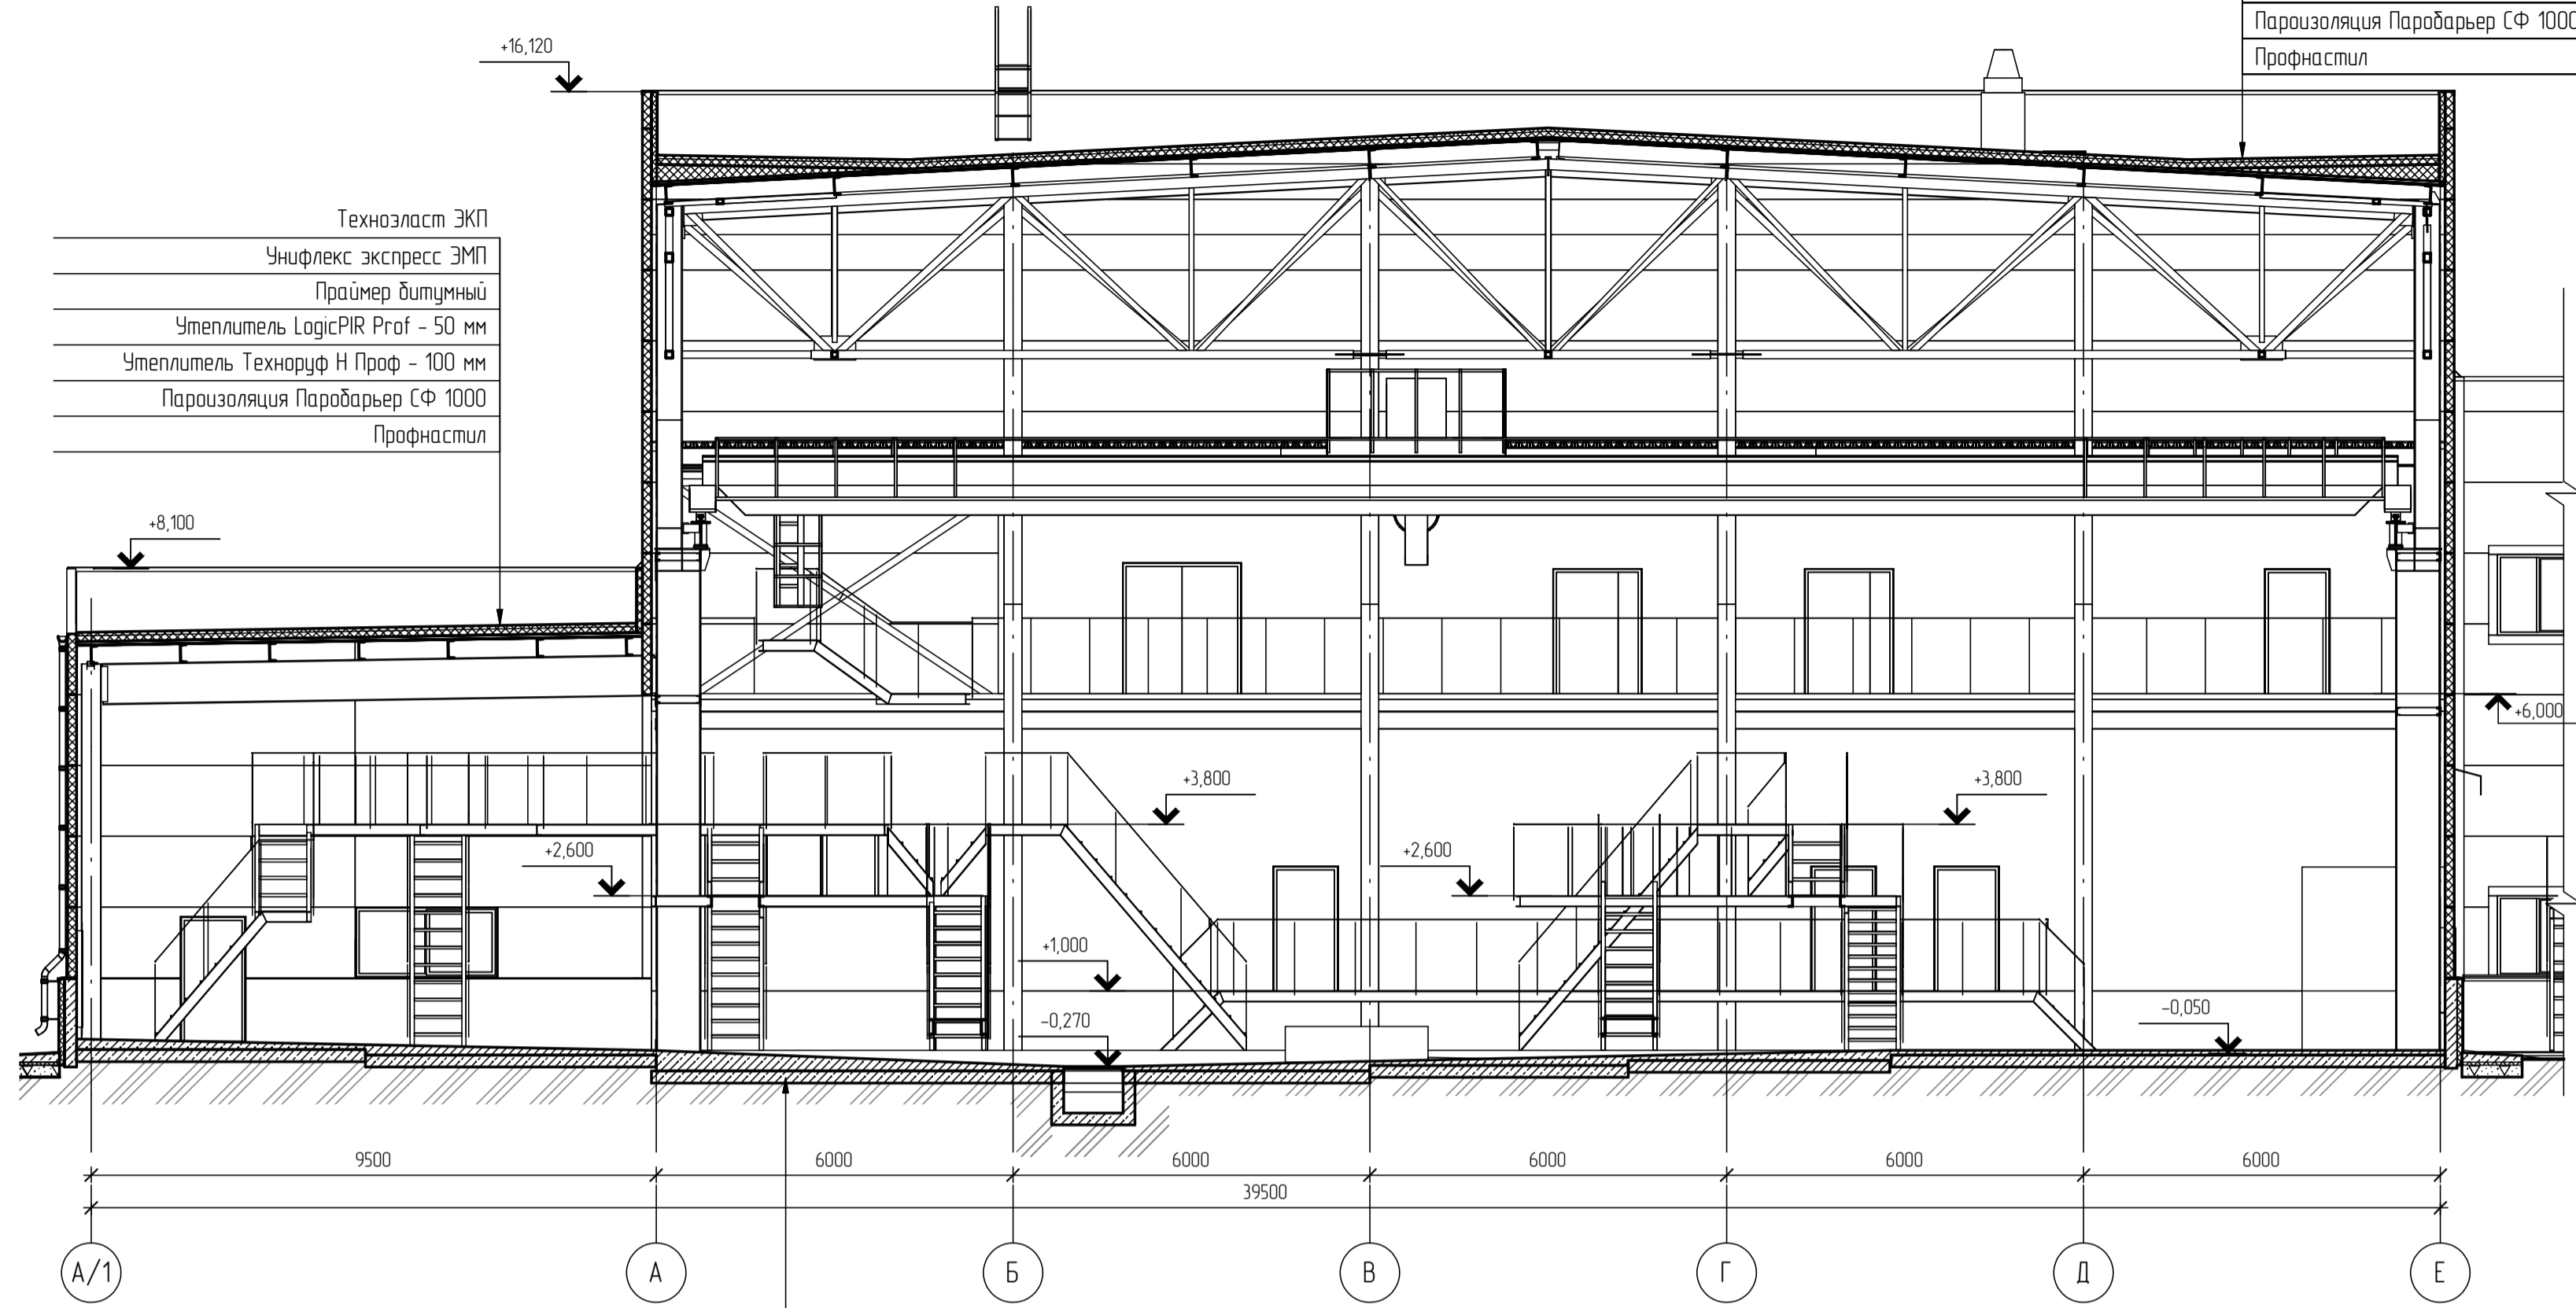 Пароизоляция Паробарьер СФ 1000
Профнастил
+16,120
Техноэласт ЭКП
Унифлекс экспресс ЭМП
Праймер битумный
Утеплитель LogicPIR Prof - 50 мм
Утеплитель Техноруф Н Проф - 100 мм
Пароизоляция Паробарьер СФ 1000
Профнастил
+8,100
+6,000
+3,800
+3,800
+2,600
+2,600
+1,000
-0,270
-0,050
9500
6000
6000
6000
6000
6000
39500
А/1
А
Б
В
Г
Д
Е